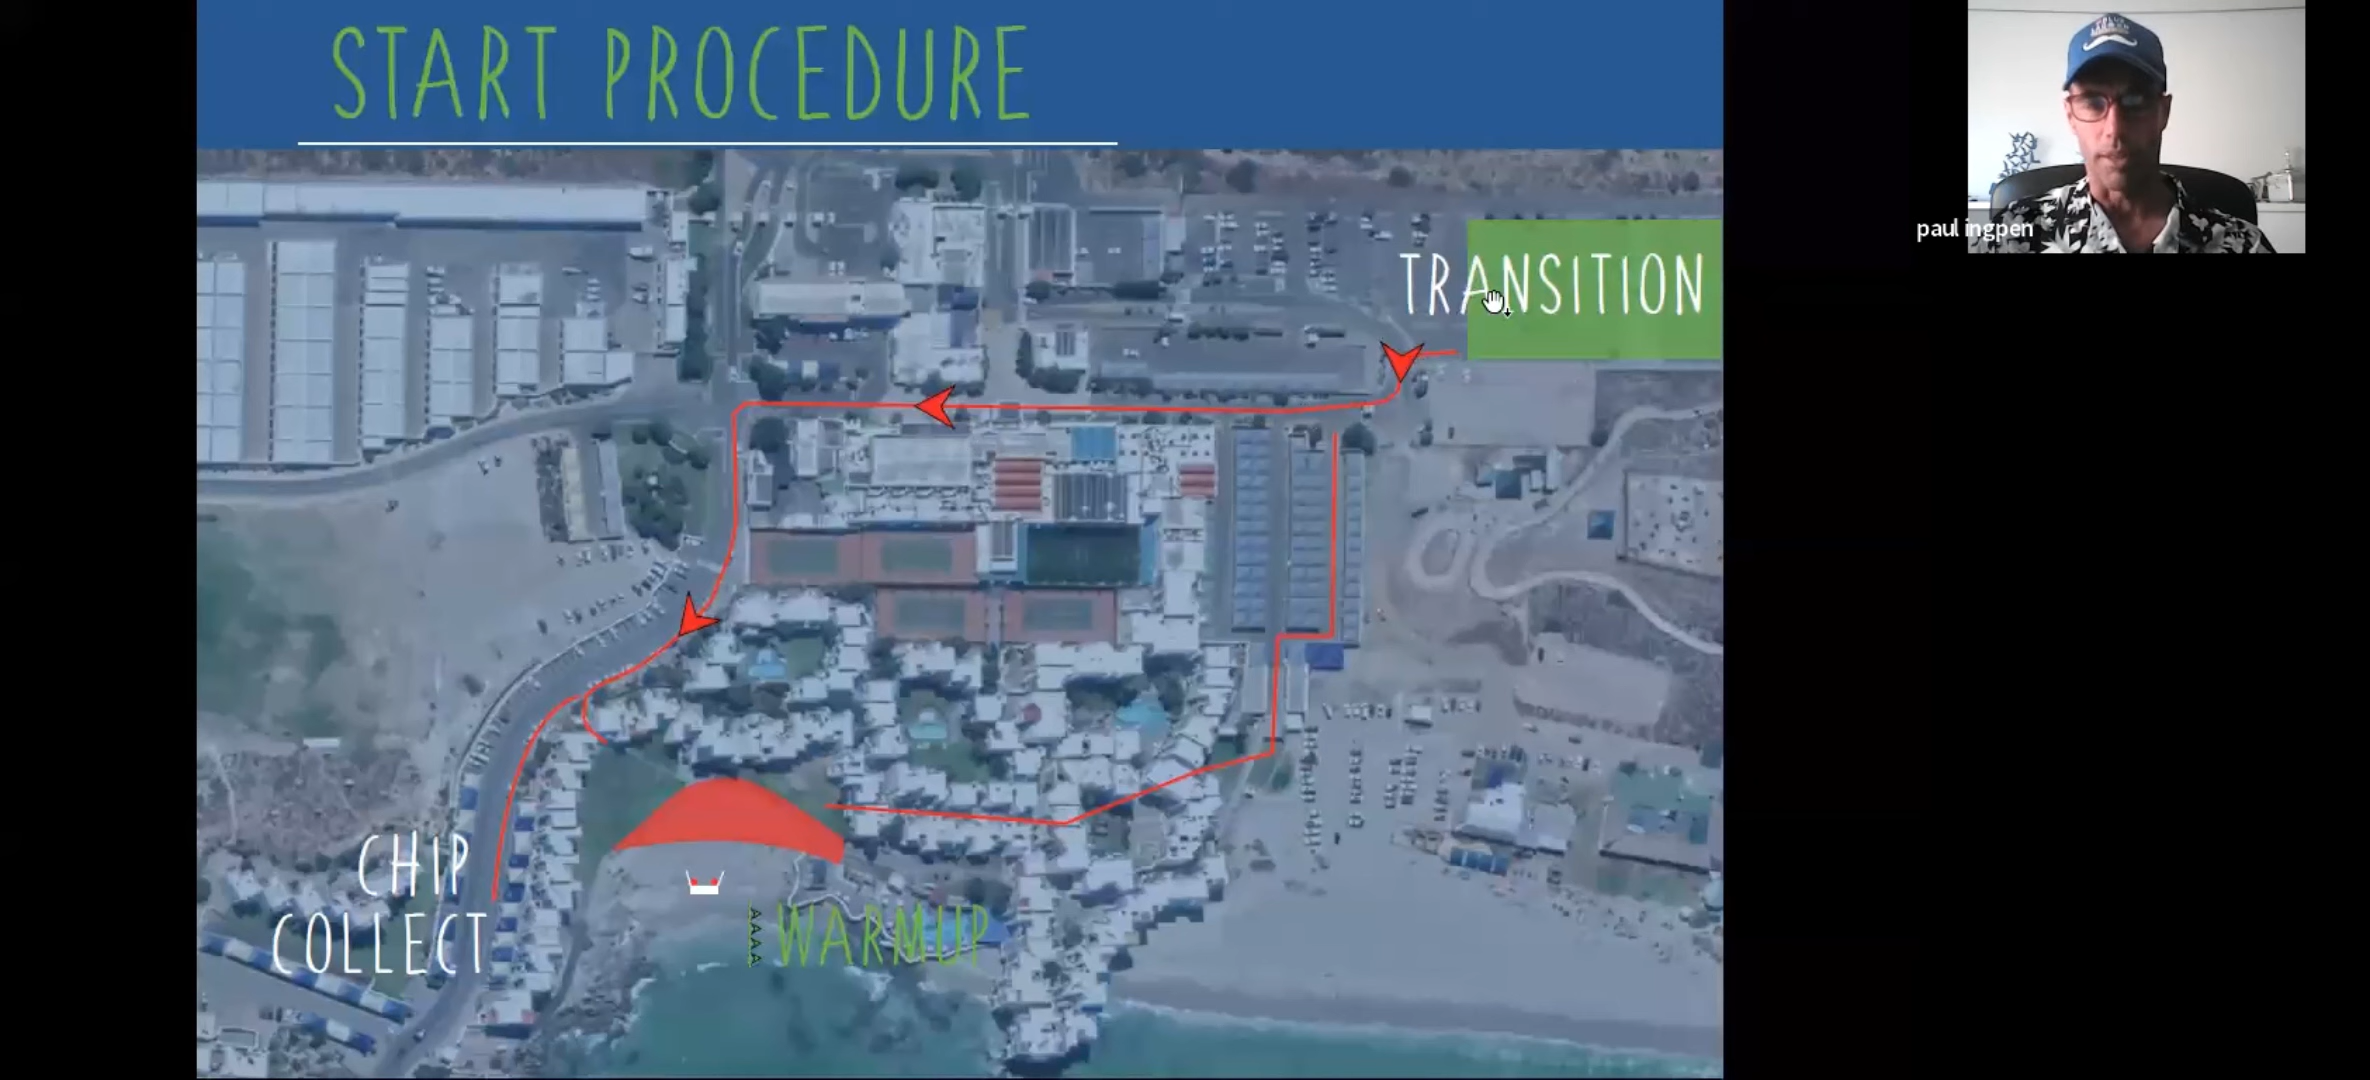 START PROCEDURE
TRANSITION
paul ingpen
CHIP
COLLECT
WARMUP